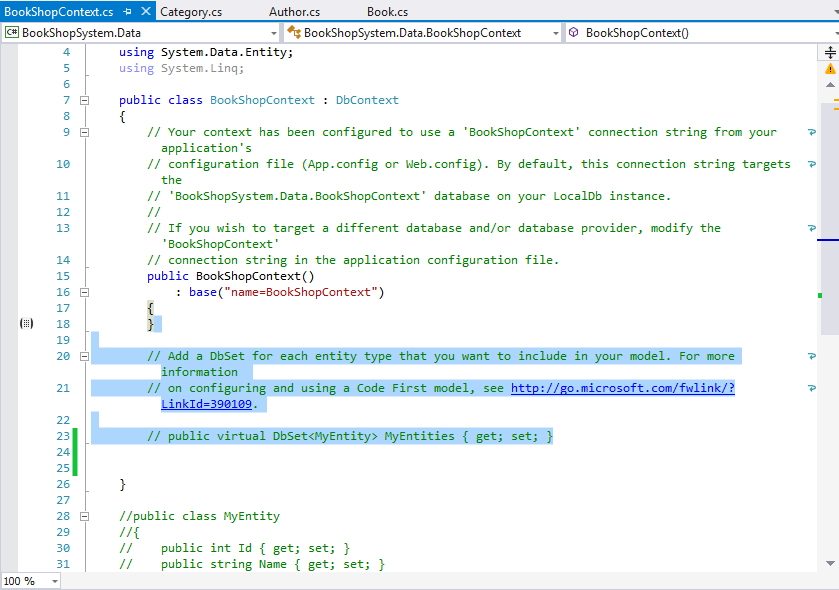 BookShopContext.cs Category.cs Author.cs Book.cs
C# BookShopSystem.Data BookShopSystem.Data.BookShopContext BookShopContext()
4 using System.Data.Entity;
5 using System.Linq;
6
7 public class BookShopContext : DbContext
8 {
9 // Your context has been configured to use a 'BookShopContext' connection string from your
application's
10 // configuration file (App.config or Web.config). By default, this connection string targets
the
11 // 'BookShopSystem.Data.BookShopContext' database on your LocalDb instance.
12 //
13 // If you wish to target a different database and/or database provider, modify the
'BookShopContext'
14 // connection string in the application configuration file.
15 public BookShopContext()
16 : base("name=BookShopContext")
17 {
18 }
19
20 // Add a DbSet for each entity type that you want to include in your model. For more
information
21 // on configuring and using a Code First model, see http://go.microsoft.com/fwlink/?
LinkId=390109.
22
23 // public virtual DbSet<MyEntity> MyEntities { get; set; }
24
25
26 }
27
28 //public class MyEntity
29 //{
30 // public int Id { get; set; }
31 // public string Name { get; set; }
100 %